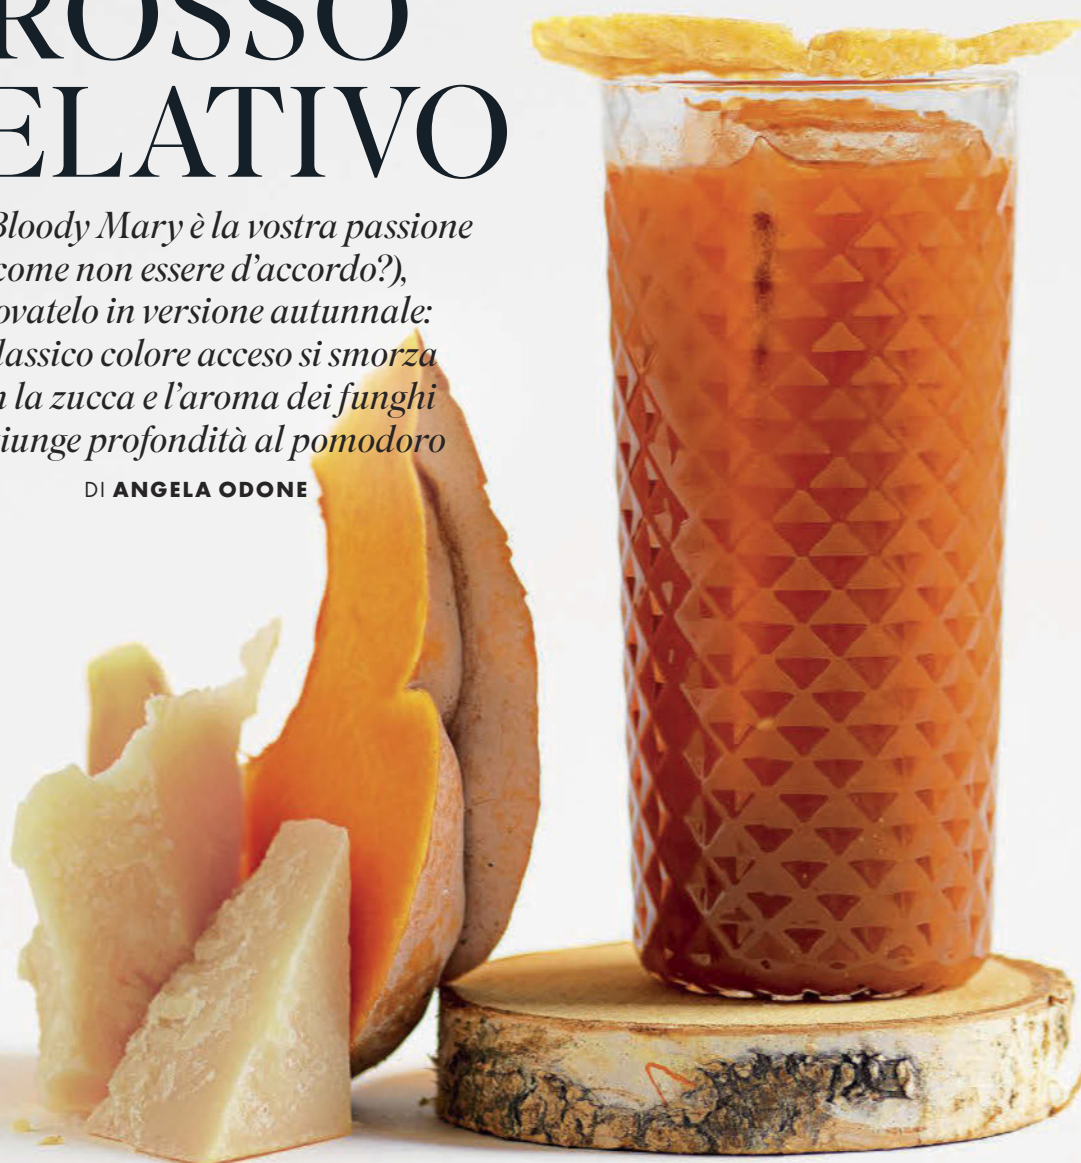 ROSSO
ELATIVO
Bloody Mary è la vostra passione
come non essere d'accordo?),
ovatelo in versione autunnale:
lassico colore acceso si smorza
n la zucca e l'aroma dei funghi
iunge profondità al pomodoro
DI ANGELA ODONE